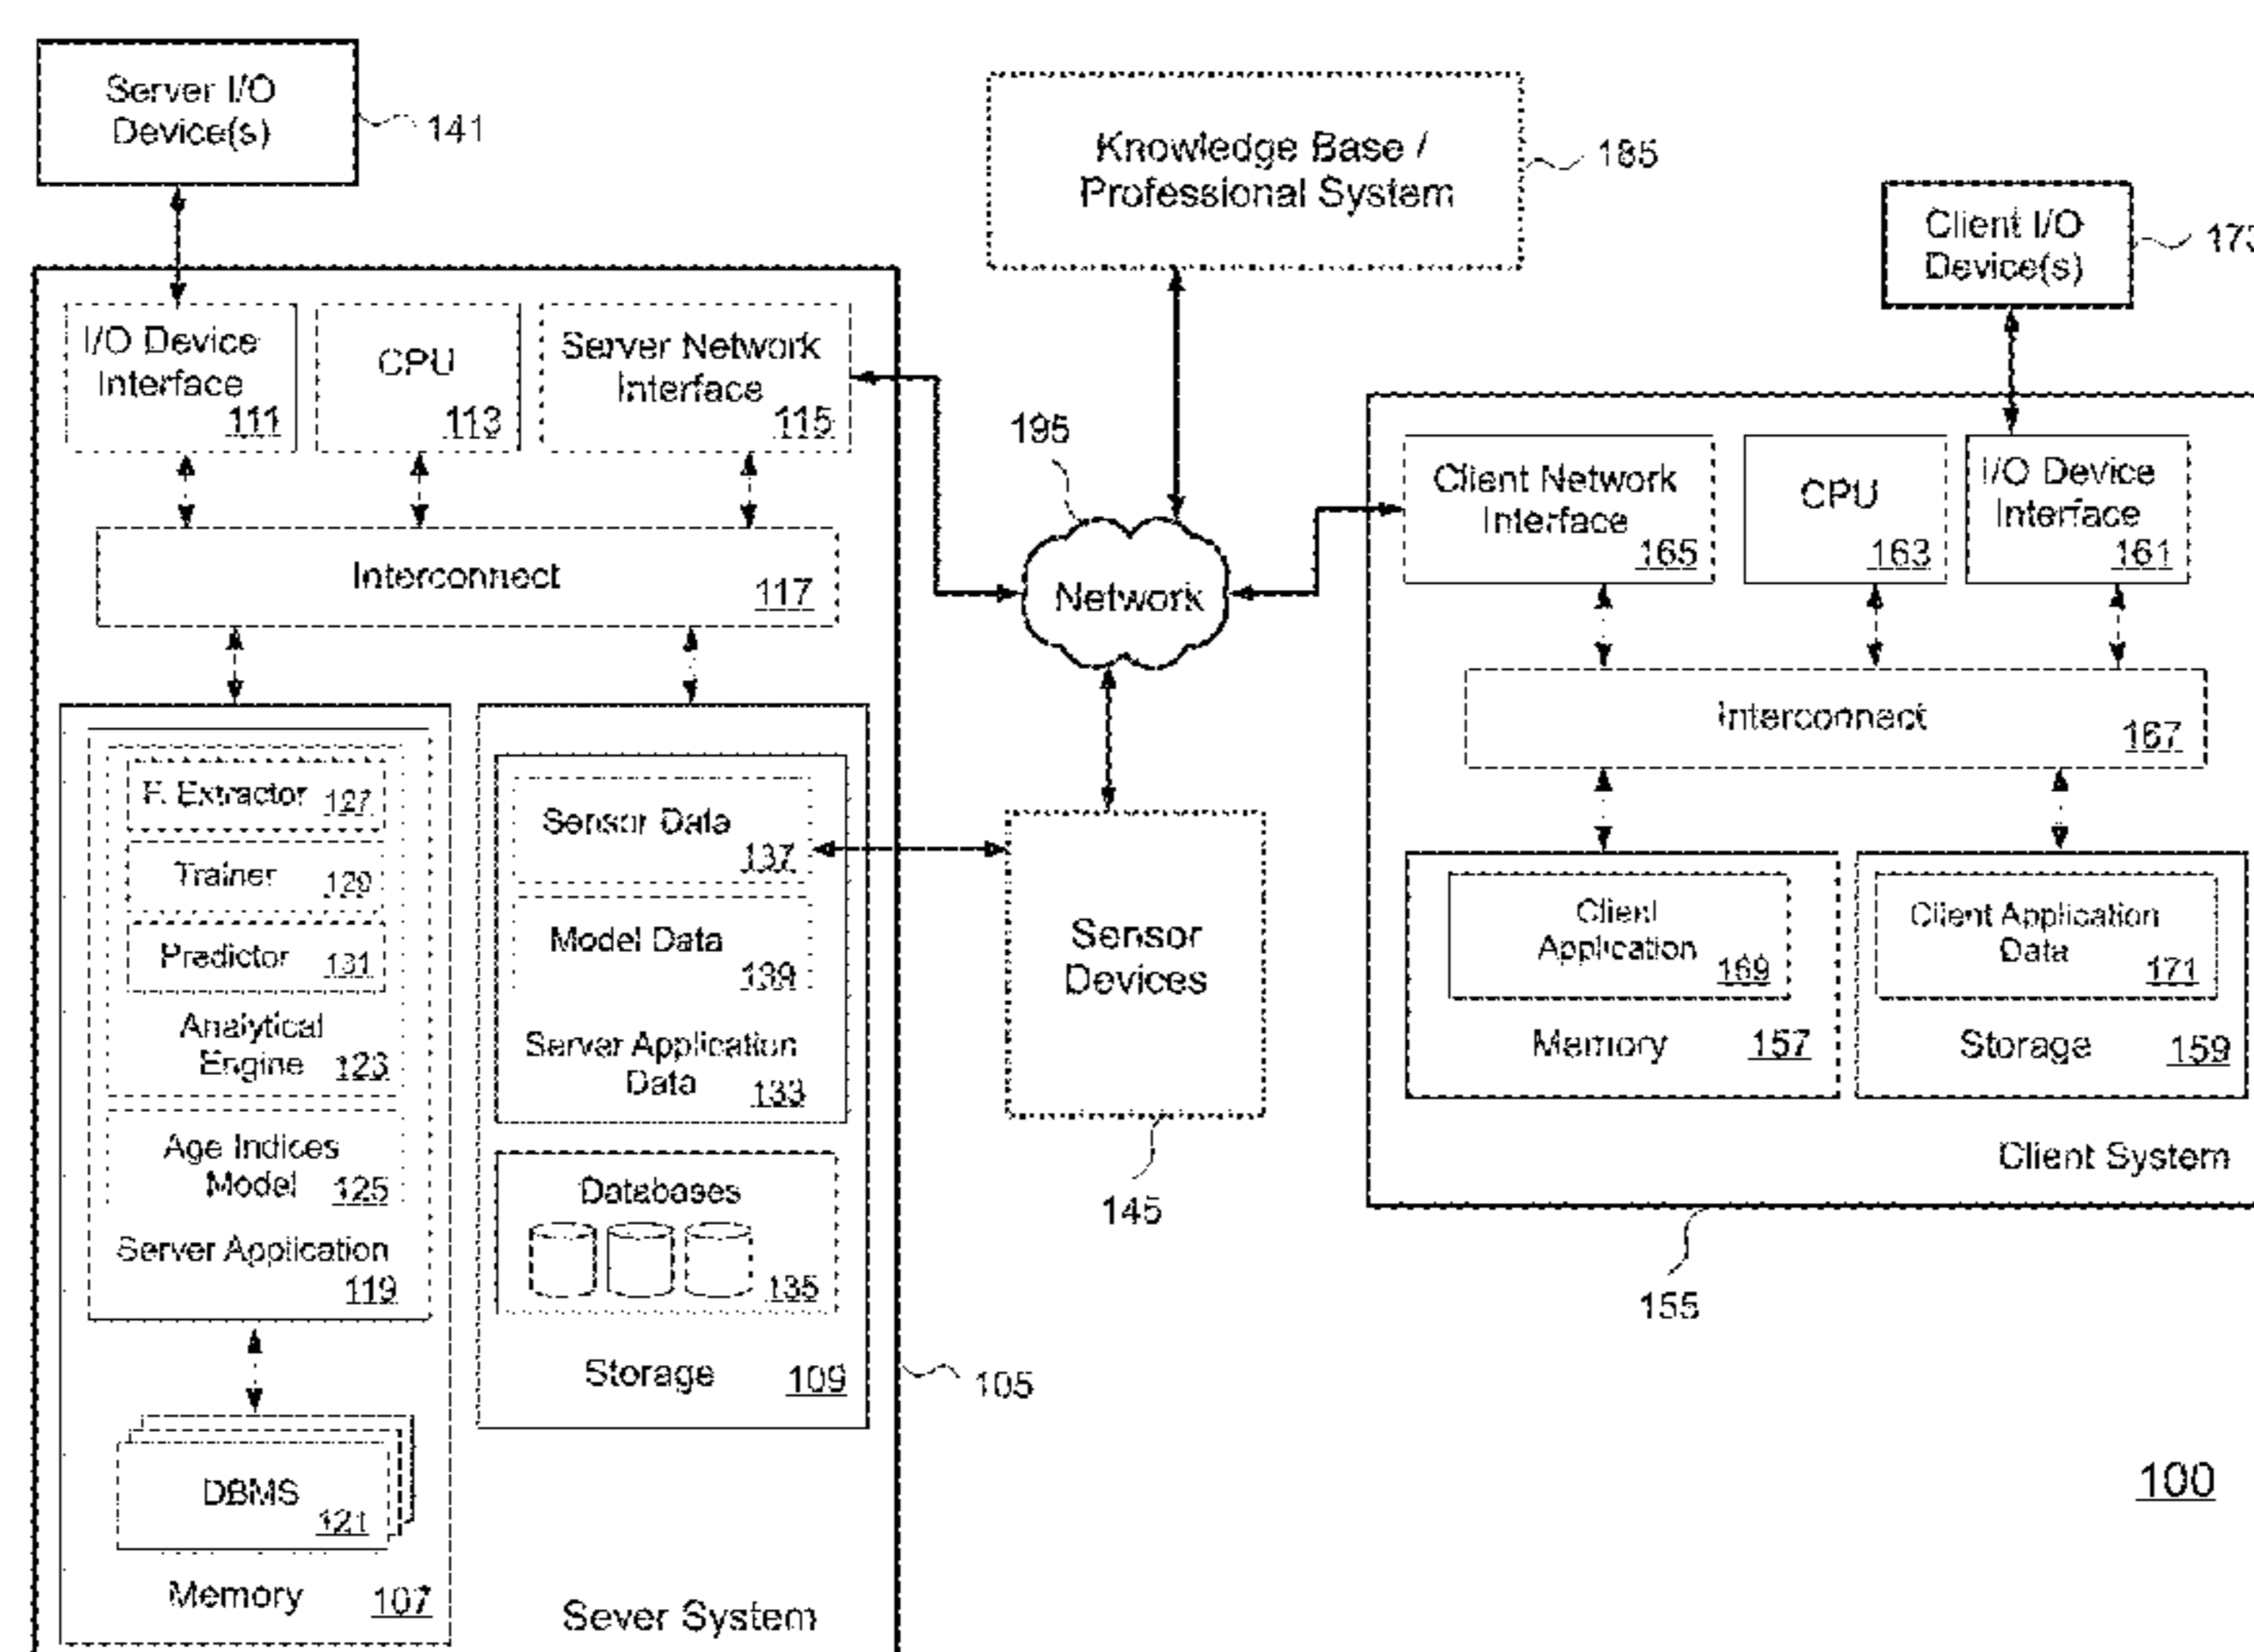 Server I/O
Device(s)
141
Knowledge Base /
Professional System
185
Client I/O
Device(s)
I/O Device
Interface
111
CPU
113
Server Network
Interface
115
Interconnect
117
195
Network
Client Network
Interface
165
CPU
163
I/O Device
Interface
161
Interconnect
167
F. Extractor 127
Trainer 129
Predictor 131
Analytical
Engine 123
Age Indices
Model 125
Server Application
119
DBMS
121
Memory 107
Sensor Data
137
Model Data
139
Server Application
Data 133
Databases
135
Storage 109
Sever System
105
Sensor
Devices
145
Client
Application 169
Memory 157
Client Application
Data 171
Storage 159
Client System
155
100